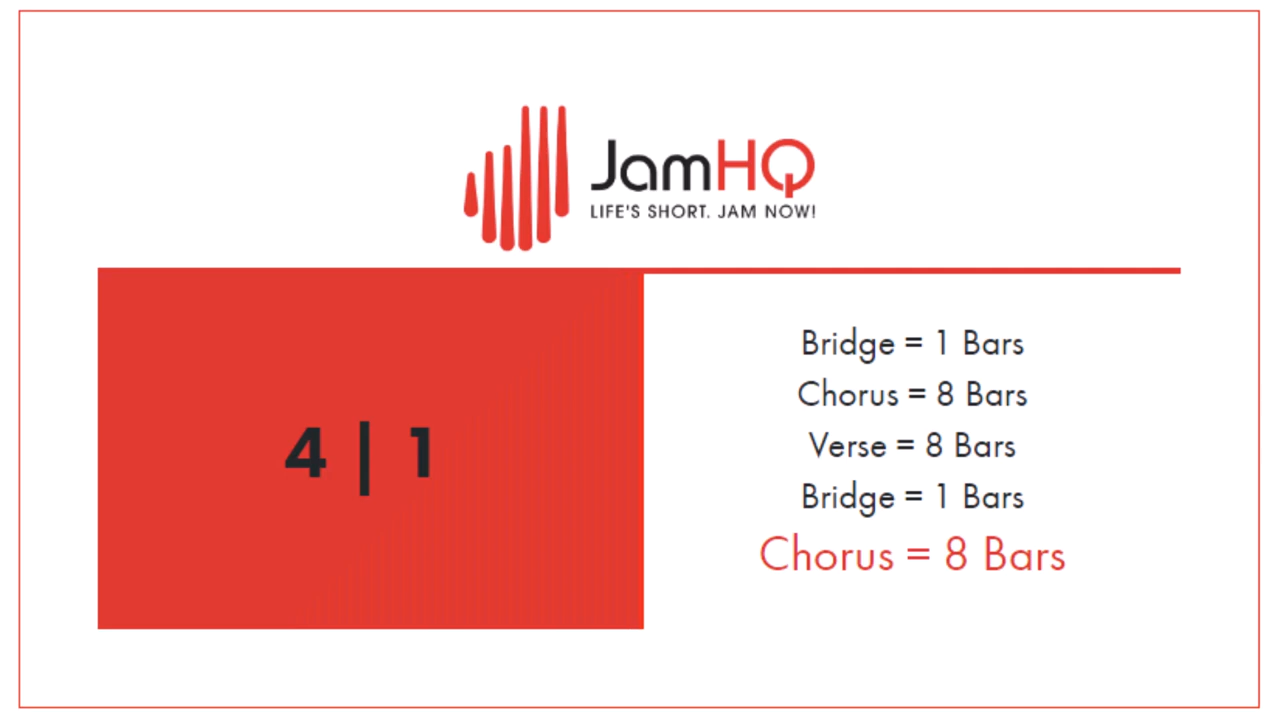 JamHQ
LIFE'S SHORT. JAM NOW!
4 | 1
Bridge = 1 Bars
Chorus = 8 Bars
Verse = 8 Bars
Bridge = 1 Bars
Chorus = 8 Bars